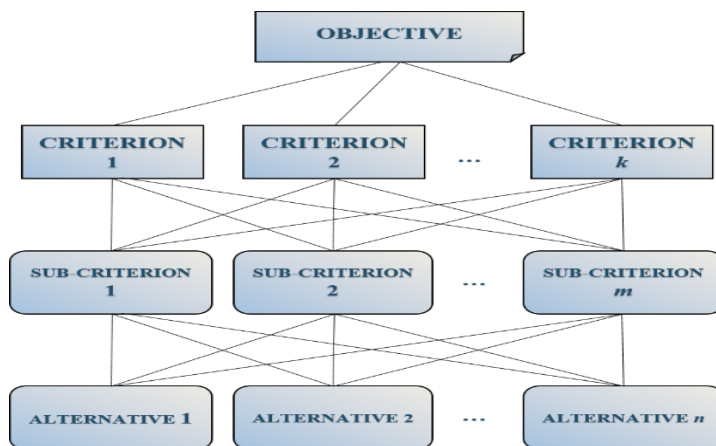 OBJECTIVE
CRITERION
1
CRITERION
2
...
CRITERION
k
SUB-CRITERION
1
SUB-CRITERION
2
...
SUB-CRITERION
m
ALTERNATIVE 1
ALTERNATIVE 2
...
ALTERNATIVE n